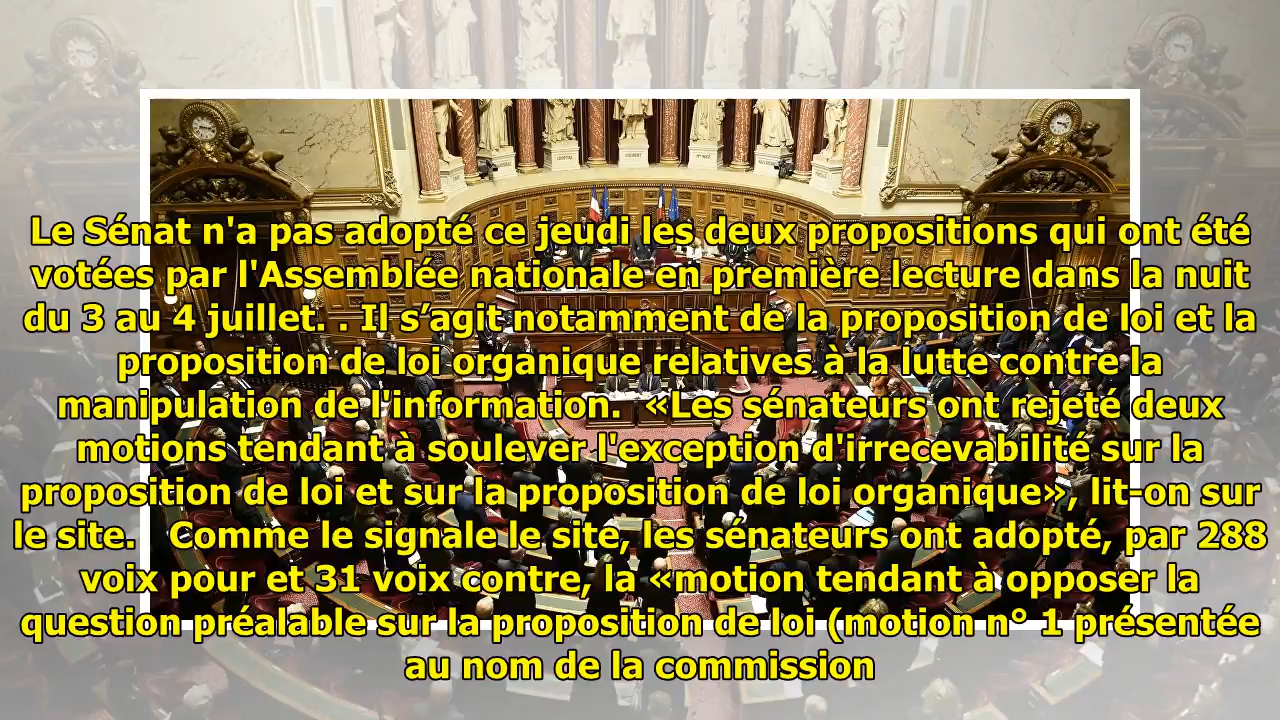 Le Sénat n'a pas adopté ce jeudi les deux propositions qui ont été
votées par l'Assemblée nationale en première lecture dans la nuit
du 3 au 4 juillet. . Il s’agit notamment de la proposition de loi et la
proposition de loi organique relatives à la lutte contre la
manipulation de l'information.  «Les sénateurs ont rejeté deux
motions tendant à soulever l'exception d'irrecevabilité sur la
proposition de loi et sur la proposition de loi organique», lit-on sur
le site.   Comme le signale le site, les sénateurs ont adopté, par 288
voix pour et 31 voix contre, la «motion tendant à opposer la
question préalable sur la proposition de loi (motion n° 1 présentée
au nom de la commission